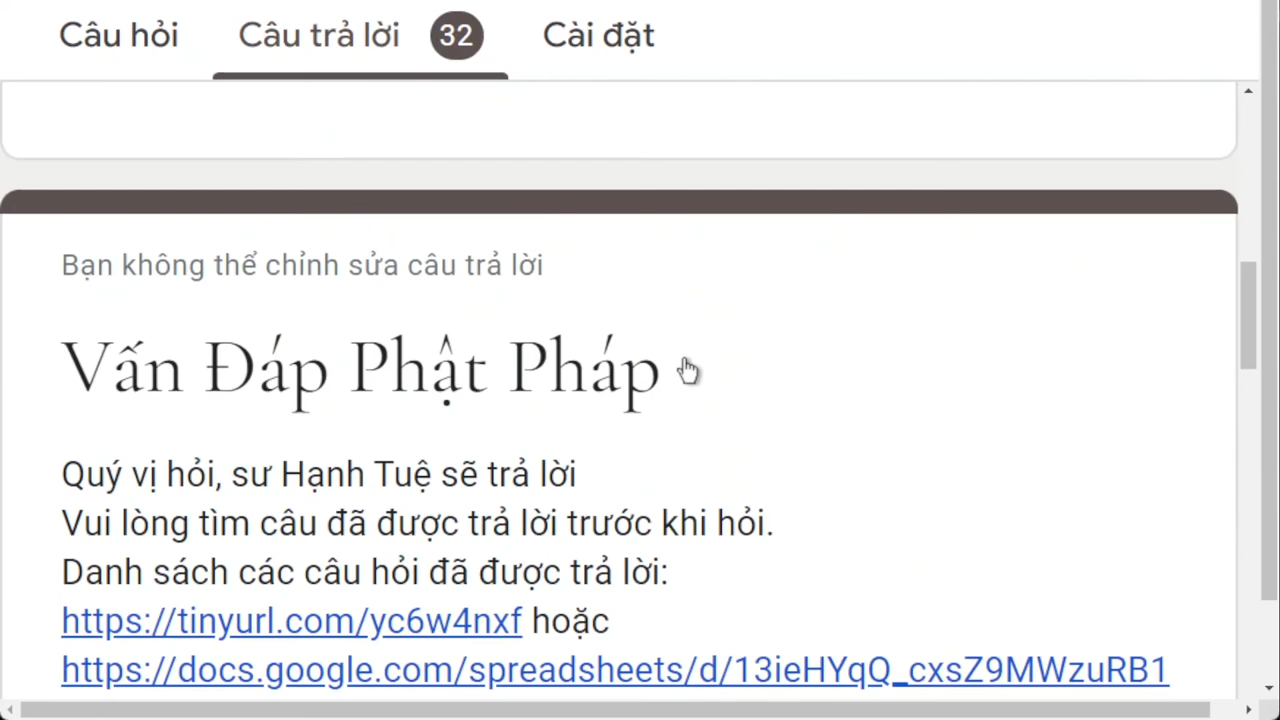 Câu hỏi Câu trả lời 32 Cài đặt
Bạn không thể chỉnh sửa câu trả lời
Vấn Đáp Phật Pháp
Quý vị hỏi, sư Hạnh Tuệ sẽ trả lời
Vui lòng tìm câu đã được trả lời trước khi hỏi.
Danh sách các câu hỏi đã được trả lời:
https://tinyurl.com/yc6w4nxf hoặc
https://docs.google.com/spreadsheets/d/13ieHYqQ_cxsZ9MWzuRB1